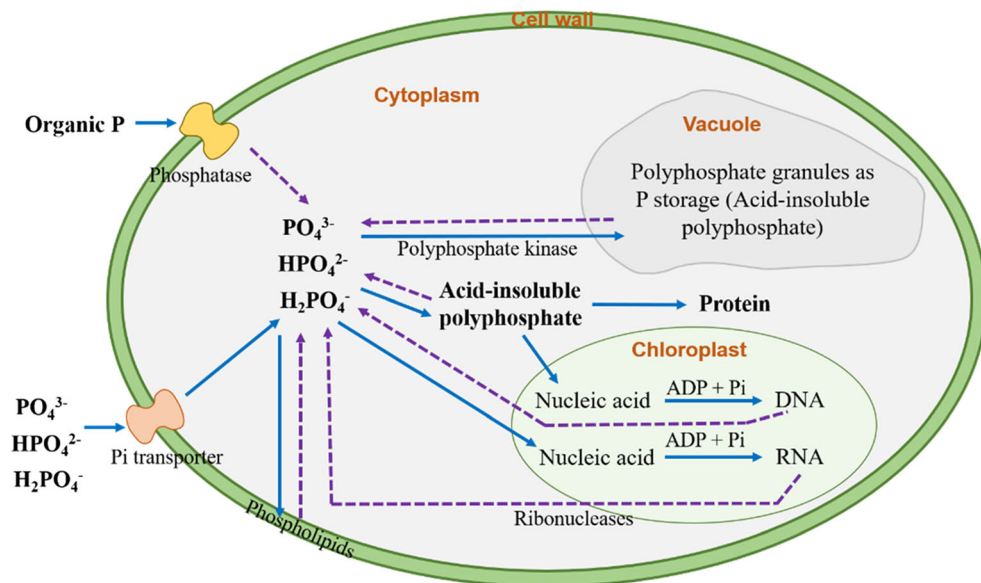 Cell wall
Cytoplasm
Organic P
Phosphatase
Vacuole
Polyphosphate granules as
P storage (Acid-insoluble
polyphosphate)
PO₄³⁻
HPO₄²⁻
H₂PO₄⁻
Polyphosphate kinase
Acid-insoluble
polyphosphate
Protein
Chloroplast
Nucleic acid
ADP + Pi
DNA
Nucleic acid
ADP + Pi
RNA
Ribonucleases
PO₄³⁻
HPO₄²⁻
H₂PO₄⁻
Pi transporter
Phospholipids